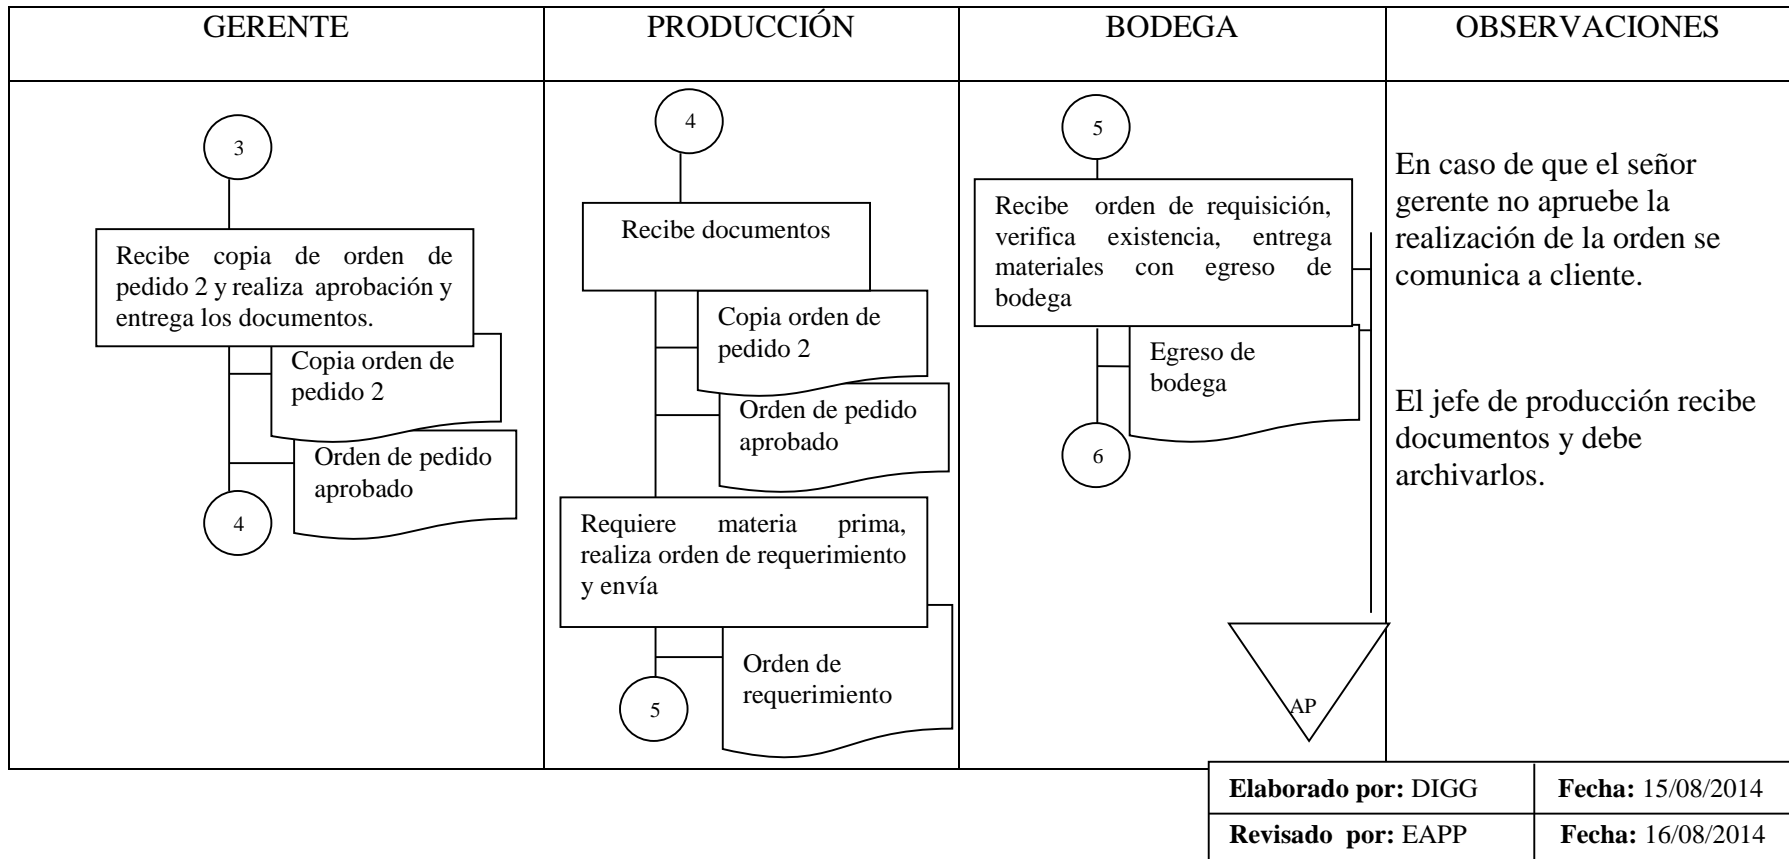 GERENTE
PRODUCCIÓN
BODEGA
OBSERVACIONES
3
Recibe copia de orden de
pedido 2 y realiza aprobación y
entrega los documentos.
Copia orden de
pedido 2
Orden de pedido
aprobado
4
4
Recibe documentos
Copia orden de
pedido 2
Orden de pedido
aprobado
Requiere materia prima,
realiza orden de requerimiento
y envía
Orden de
requerimiento
5
5
Recibe orden de requisición,
verifica existencia, entrega
materiales con egreso de
bodega
Egreso de
bodega
6
AP
En caso de que el señor
gerente no apruebe la
realización de la orden se
comunica a cliente.
El jefe de producción recibe
documentos y debe
archivarlos.
Elaborado por: DIGG
Fecha: 15/08/2014
Revisado por: EAPP
Fecha: 16/08/2014